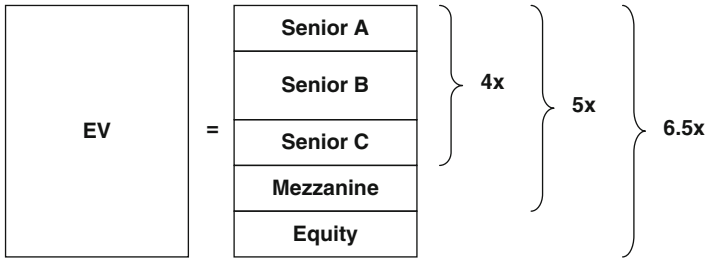 Senior A
Senior B
4x
5x
EV
=
6.5x
Senior C
Mezzanine
Equity